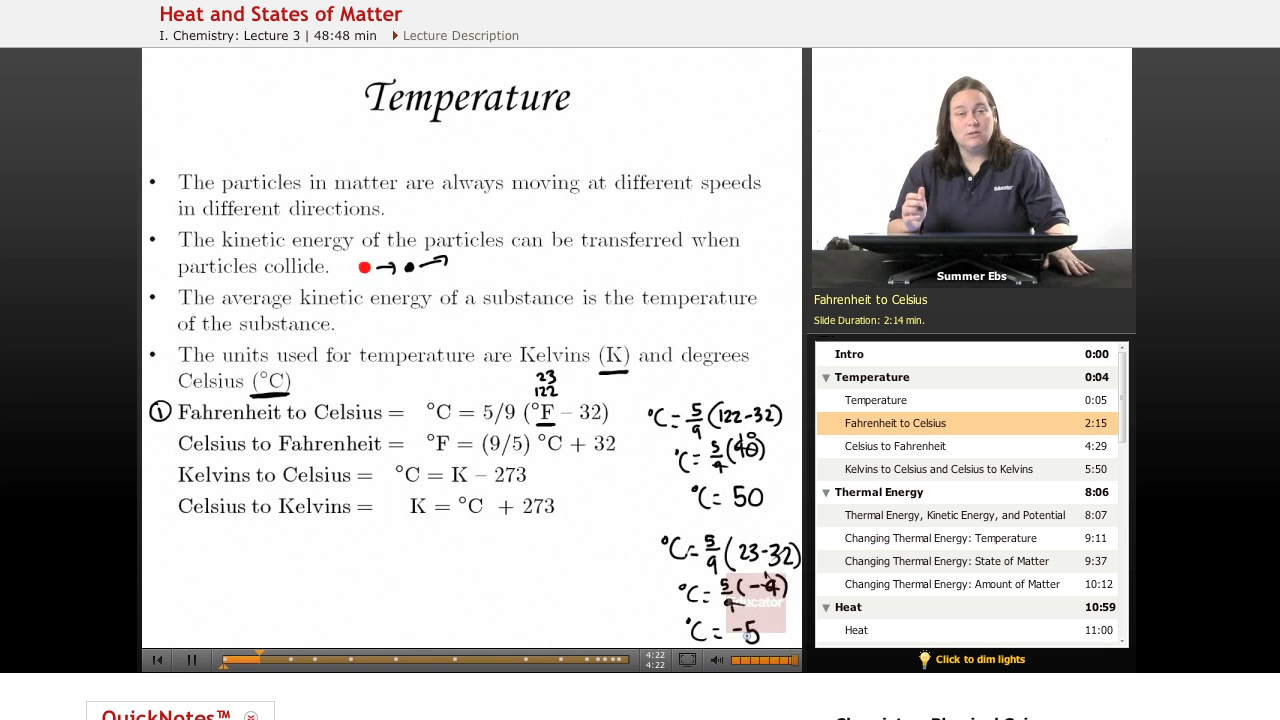 Heat and States of Matter
I. Chemistry: Lecture 3 | 48:48 min Lecture Description
Temperature
• The particles in matter are always moving at different speeds
in different directions.
• The kinetic energy of the particles can be transferred when
particles collide.
• The average kinetic energy of a substance is the temperature
of the substance.
• The units used for temperature are Kelvins (K) and degrees
Celsius (°C)
23
122
① Fahrenheit to Celsius = °C = 5/9 (°F – 32)
Celsius to Fahrenheit = °F = (9/5) °C + 32
Kelvins to Celsius = °C = K – 273
Celsius to Kelvins = K = °C + 273
°C = 5/9 (122-32)
10
°C = 5/9 (90)
°C = 50
°C = 5/9 (23-32)
1
°C = 5/9 (-9)
°C = -5
Educator
Summer Ebs
Fahrenheit to Celsius
Slide Duration: 2:14 min.
Intro 0:00
Temperature 0:04
Temperature 0:05
Fahrenheit to Celsius 2:15
Celsius to Fahrenheit 4:29
Kelvins to Celsius and Celsius to Kelvins 5:50
Thermal Energy 8:06
Thermal Energy, Kinetic Energy, and Potential 8:07
Changing Thermal Energy: Temperature 9:11
Changing Thermal Energy: State of Matter 9:37
Changing Thermal Energy: Amount of Matter 10:12
Heat 10:59
Heat 11:00
4:22
4:22
Click to dim lights
QuickNotes™